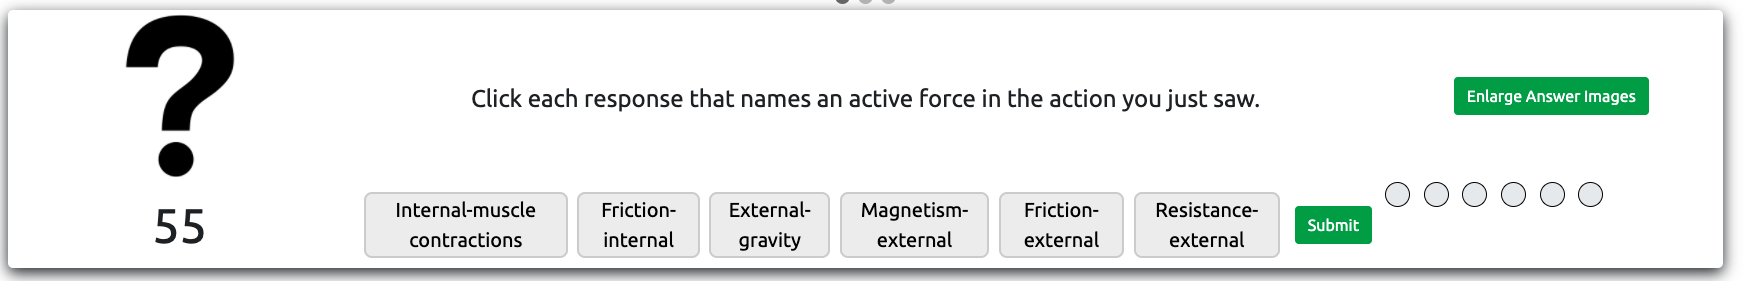 ?
Click each response that names an active force in the action you just saw.
Enlarge Answer Images
55
Internal-muscle
contractions
Friction-
internal
External-
gravity
Magnetism-
external
Friction-
external
Resistance-
external
Submit